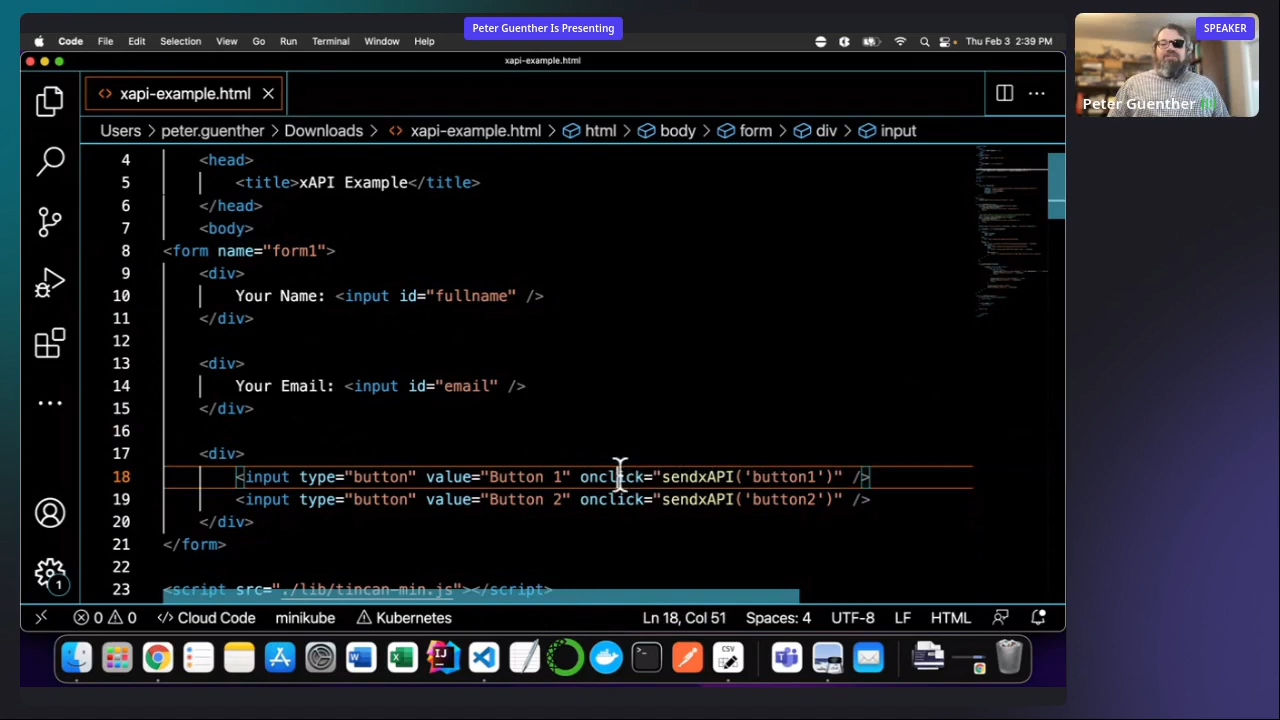 Peter Guenther Is Presenting
SPEAKER
Peter Guenther
Code File Edit Selection View Go Run Terminal Window Help Thu Feb 3 2:39 PM
xapi-example.html
<> xapi-example.html
Users > peter.guenther > Downloads > <> xapi-example.html > html > body > form > div > input
4 <head>
5 <title>xAPI Example</title>
6 </head>
7 <body>
8 <form name="form1">
9 <div>
10 Your Name: <input id="fullname" />
11 </div>
12
13 <div>
14 Your Email: <input id="email" />
15 </div>
16
17 <div>
18 <input type="button" value="Button 1" onclick="sendxAPI('button1')" />
19 <input type="button" value="Button 2" onclick="sendxAPI('button2')" />
20 </div>
21 </form>
22
23 <script src="./lib/tincan-min.js"></script>
1
0 0 </> Cloud Code minikube Kubernetes Ln 18, Col 51 Spaces: 4 UTF-8 LF HTML
CSV